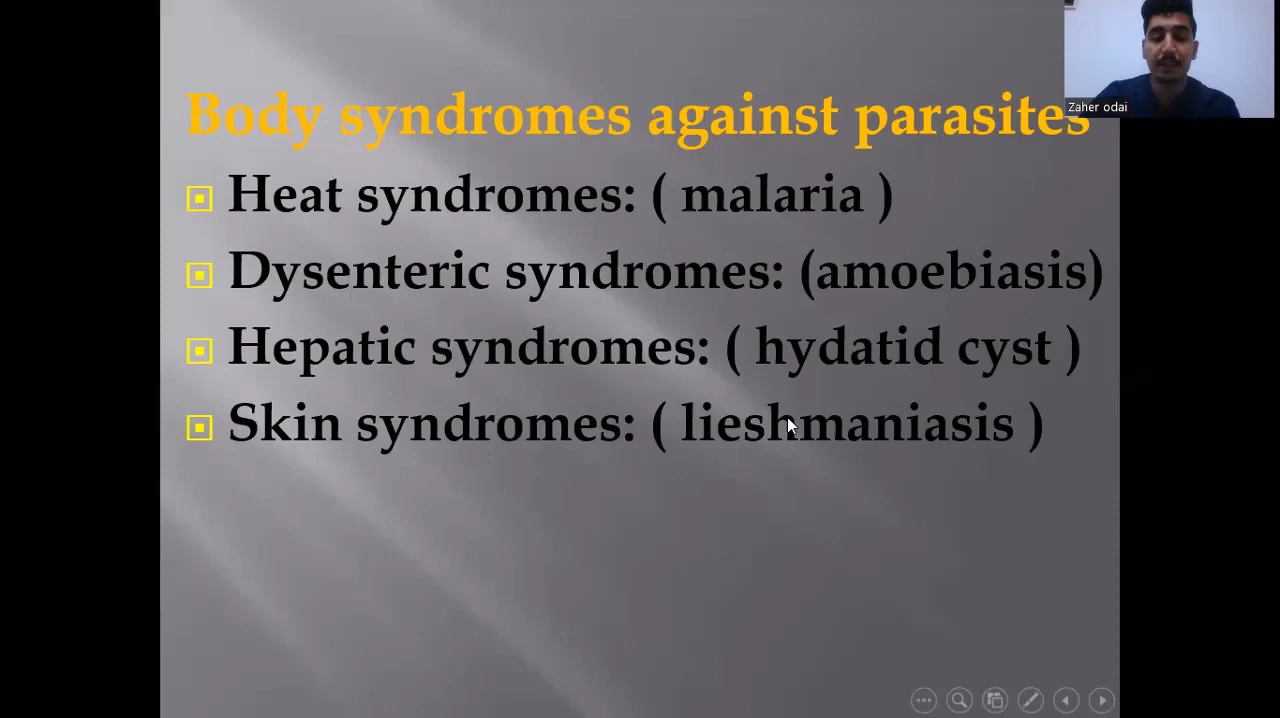 Body syndromes against parasites
Zaher odai
Heat syndromes: ( malaria )
Dysenteric syndromes: (amoebiasis)
Hepatic syndromes: ( hydatid cyst )
Skin syndromes: ( lieshmaniasis )